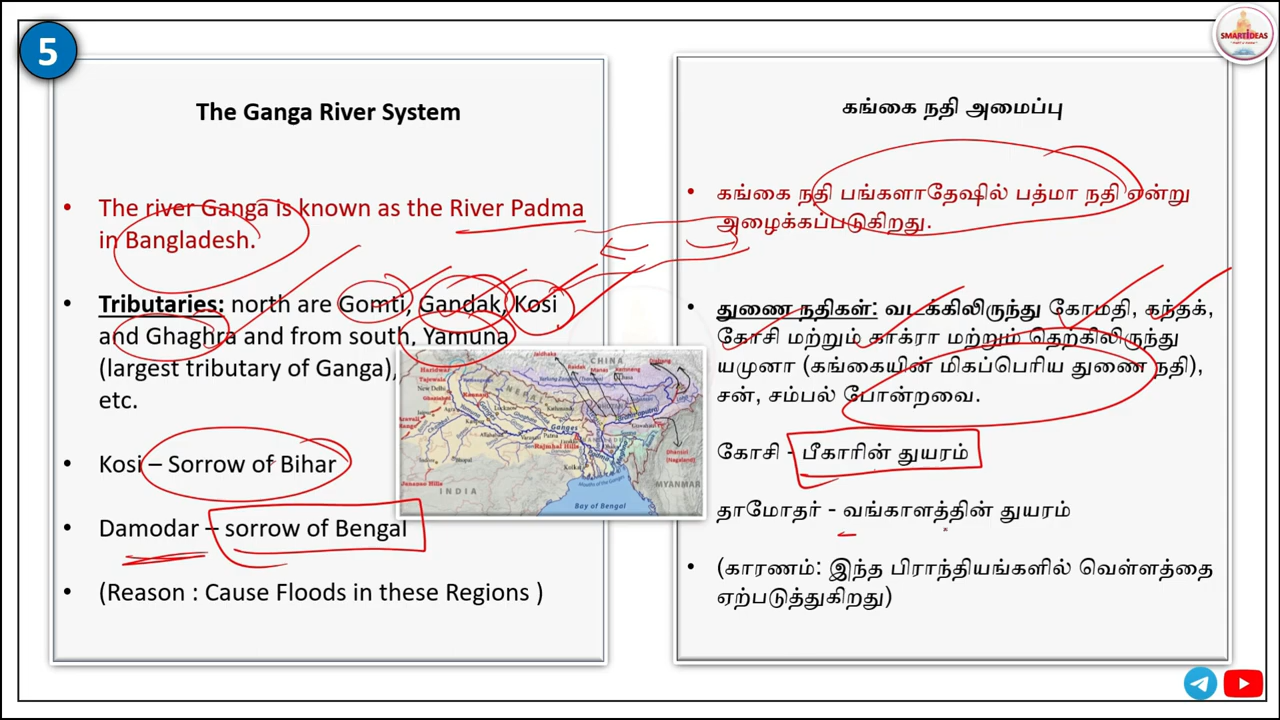 5
SMARTIDEAS
The Ganga River System
• The river Ganga is known as the River Padma
in Bangladesh.
• Tributaries: north are Gomti, Gandak, Kosi
and Ghaghra and from south, Yamuna
(largest tributary of Ganga),
etc.
• Kosi – Sorrow of Bihar
• Damodar – sorrow of Bengal
• (Reason : Cause Floods in these Regions )
CHINA
NEPAL
Ganges
Rajmahal Hills
INDIA
MYANMAR
Bay of Bengal
கங்கை நதி அமைப்பு
• கங்கை நதி பங்களாதேஷில் பத்மா நதி என்று
அழைக்கப்படுகிறது.
• துணை நதிகள்: வடக்கிலிருந்து கோமதி, கந்தக்,
கோசி மற்றும் காக்ரா மற்றும் தெற்கிலிருந்து
யமுனா (கங்கையின் மிகப்பெரிய துணை நதி),
சன், சம்பல் போன்றவை.
கோசி - பீகாரின் துயரம்
தாமோதர் - வங்காளத்தின் துயரம்
• (காரணம்: இந்த பிராந்தியங்களில் வெள்ளத்தை
ஏற்படுத்துகிறது)